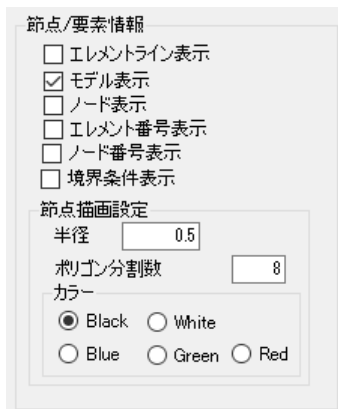 節点/要素情報
エレメントライン表示
モデル表示
ノード表示
エレメント番号表示
ノード番号表示
境界条件表示
節点描画設定
半径 0.5
ポリゴン分割数 8
カラー
Black White
Blue Green Red